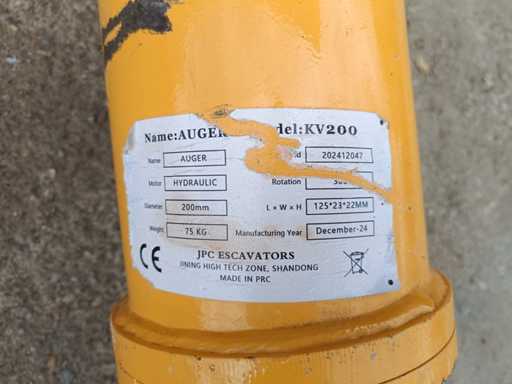 Name:AUGER del:KV200
Name AUGER d 202412047
Motor HYDRAULIC Rotation
Diameter 200mm L × W × H 125*23*22MM
Weight 75 KG Manufacturing Year December-24
CE
JPC ESCAVATORS
JINING HIGH TECH ZONE, SHANDONG
MADE IN PRC